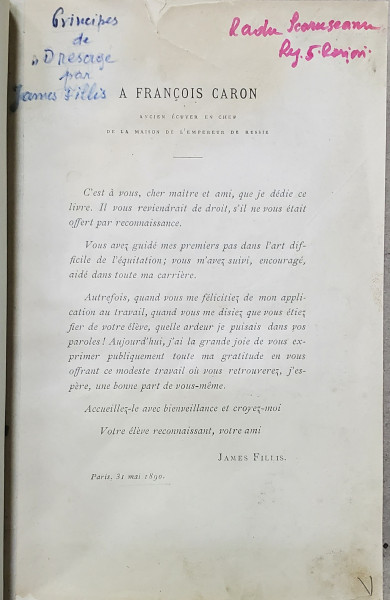 Principes
de
"Dresage
par
James Fillis
Radu
Reg. 5. Roșiori
A FRANÇOIS CARON
ANCIEN ÉCUYER EN CHEF
DE LA MAISON DE L'EMPEREUR DE RUSSIE
C'est à vous, cher maître et ami, que je dédie ce
livre. Il vous reviendrait de droit, s'il ne vous était
offert par reconnaissance.
Vous avez guidé mes premiers pas dans l'art dif-
ficile de l'équitation; vous m'avez suivi, encouragé,
aidé dans toute ma carrière.
Autrefois, quand vous me félicitiez de mon appli-
cation au travail, quand vous me disiez que vous étiez
fier de votre élève, quelle ardeur je puisais dans vos
paroles! Aujourd'hui, j'ai la grande joie de vous ex-
primer publiquement toute ma gratitude en vous
offrant ce modeste travail où vous retrouverez, j'es-
père, une bonne part de vous-même.
Accueillez-le avec bienveillance et croyez-moi
Votre élève reconnaissant, votre ami
JAMES FILLIS.
Paris, 31 mai 1890.